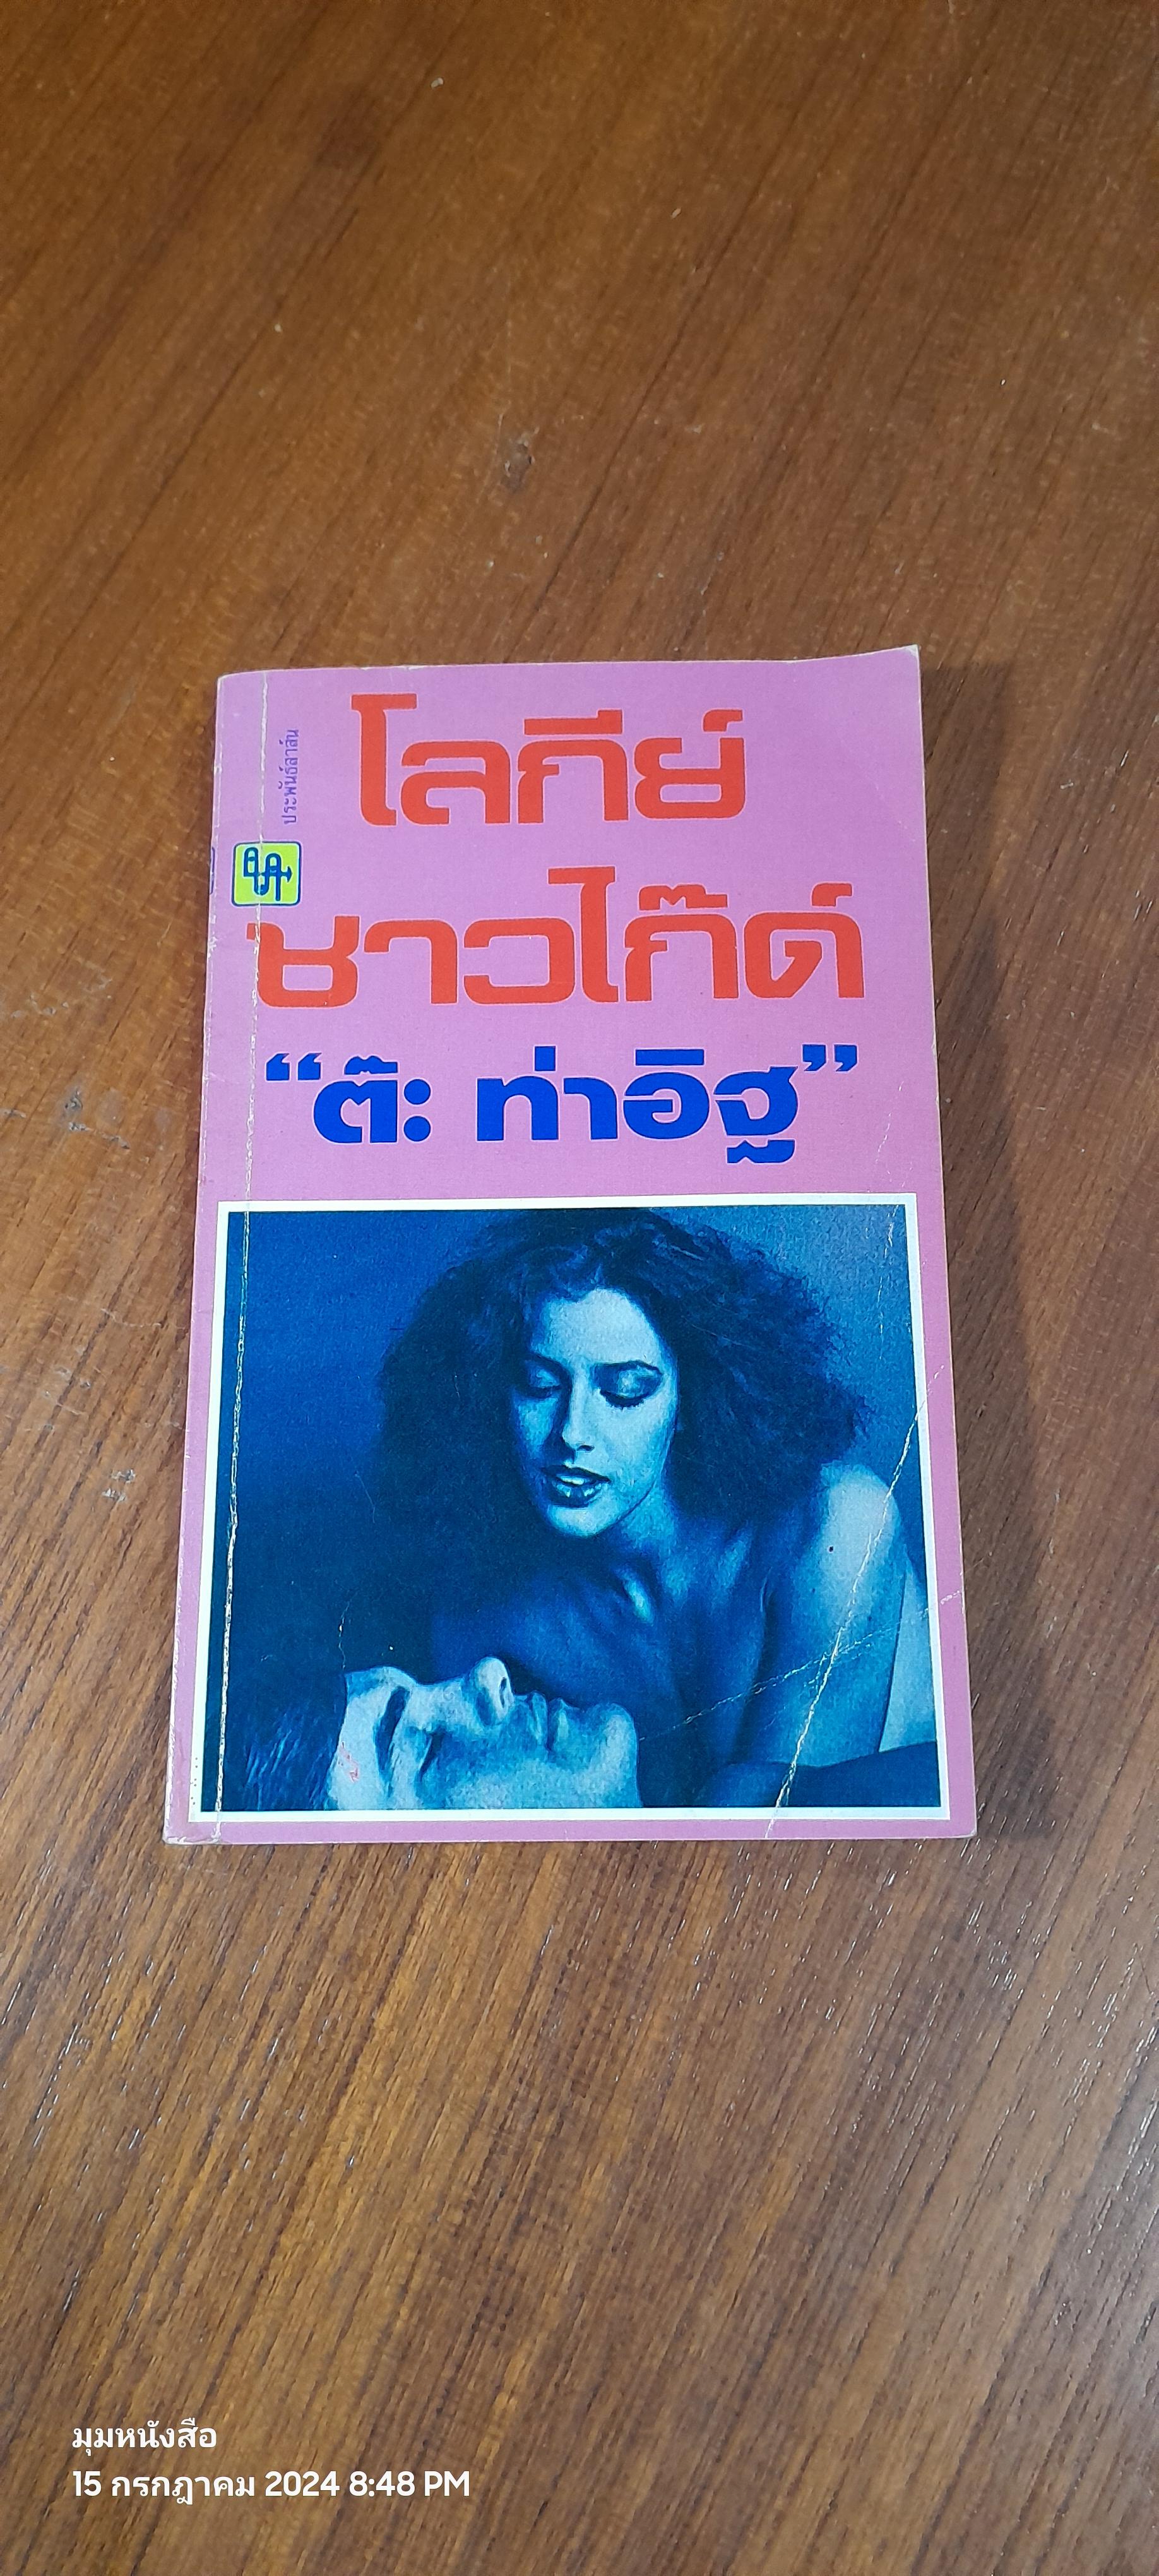 ประพันธ์สาส์น
โลกีย์
ชาวไก๊ด์
“ต๊ะ ท่าอิฐ”
มุมหนังสือ
15 กรกฎาคม 2024 8:48 PM